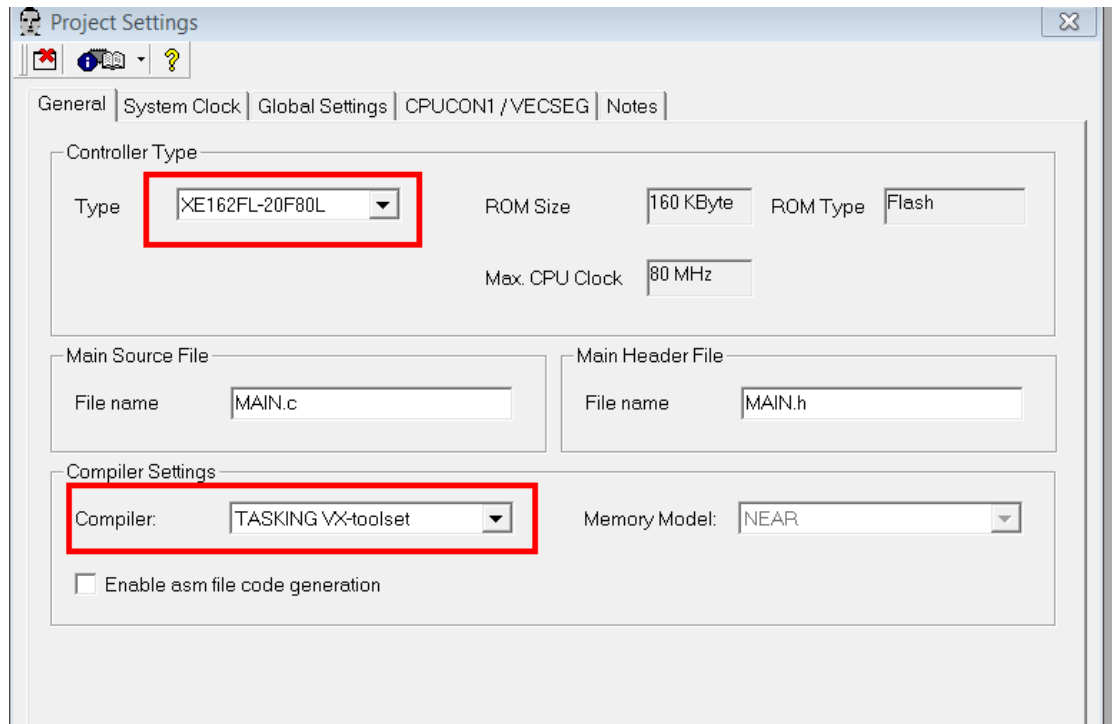 Project Settings
General System Clock Global Settings CPUCON1 / VECSEG Notes
Controller Type
Type XE162FL-20F80L ROM Size 160 KByte ROM Type Flash
Max. CPU Clock 80 MHz
Main Source File Main Header File
File name MAIN.c File name MAIN.h
Compiler Settings
Compiler: TASKING VX-toolset Memory Model: NEAR
Enable asm file code generation